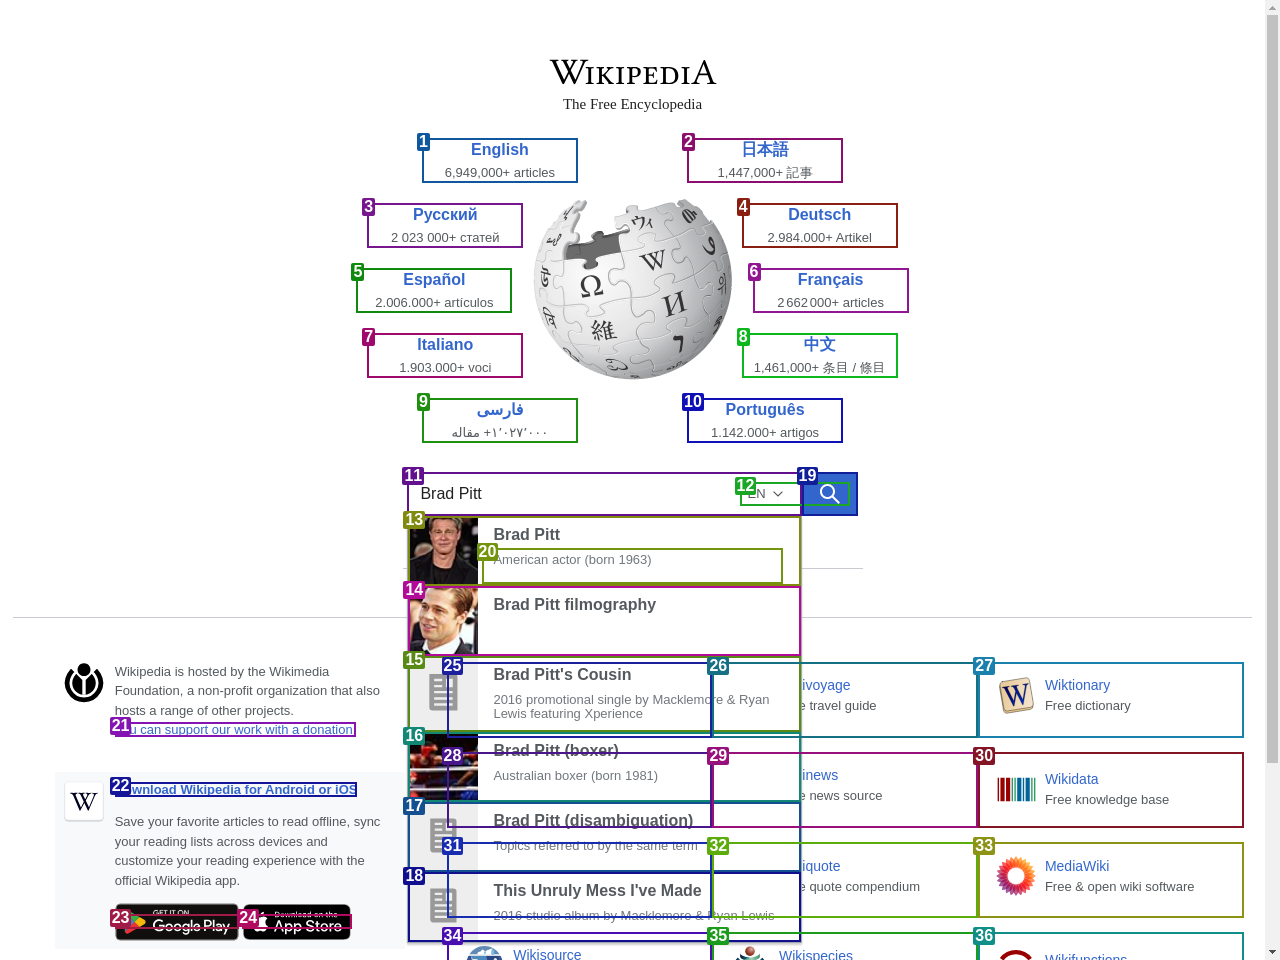 WIKIPEDIA
The Free Encyclopedia
1
English
6,949,000+ articles
2
日本語
1,447,000+ 記事
3
Русский
2 023 000+ статей
4
Deutsch
2.984.000+ Artikel
5
Español
2.006.000+ artículos
6
Français
2 662 000+ articles
7
Italiano
1.903.000+ voci
8
中文
1,461,000+ 条目 / 條目
9
فارسی
۱٬۰۲۷٬۰۰۰+ مقاله
10
Português
1.142.000+ artigos
11
Brad Pitt
12
EN
19
13
Brad Pitt
20
American actor (born 1963)
14
Brad Pitt filmography
15
Brad Pitt's Cousin
2016 promotional single by Macklemore & Ryan
Lewis featuring Xperience
16
Brad Pitt (boxer)
Australian boxer (born 1981)
17
Brad Pitt (disambiguation)
Topics referred to by the same term
18
This Unruly Mess I've Made
2016 studio album by Macklemore & Ryan Lewis
Wikipedia is hosted by the Wikimedia
Foundation, a non-profit organization that also
hosts a range of other projects.
21
u can support our work with a donation.
22
wnload Wikipedia for Android or iOS
Save your favorite articles to read offline, sync
your reading lists across devices and
customize your reading experience with the
official Wikipedia app.
23
GET IT ON
Google Play
24
Download on the
App Store
25
26
ivoyage
e travel guide
27
Wiktionary
Free dictionary
28
29
inews
e news source
30
Wikidata
Free knowledge base
31
32
iquote
e quote compendium
33
MediaWiki
Free & open wiki software
34
Wikisource
35
Wikispecies
36
Wikifunctions